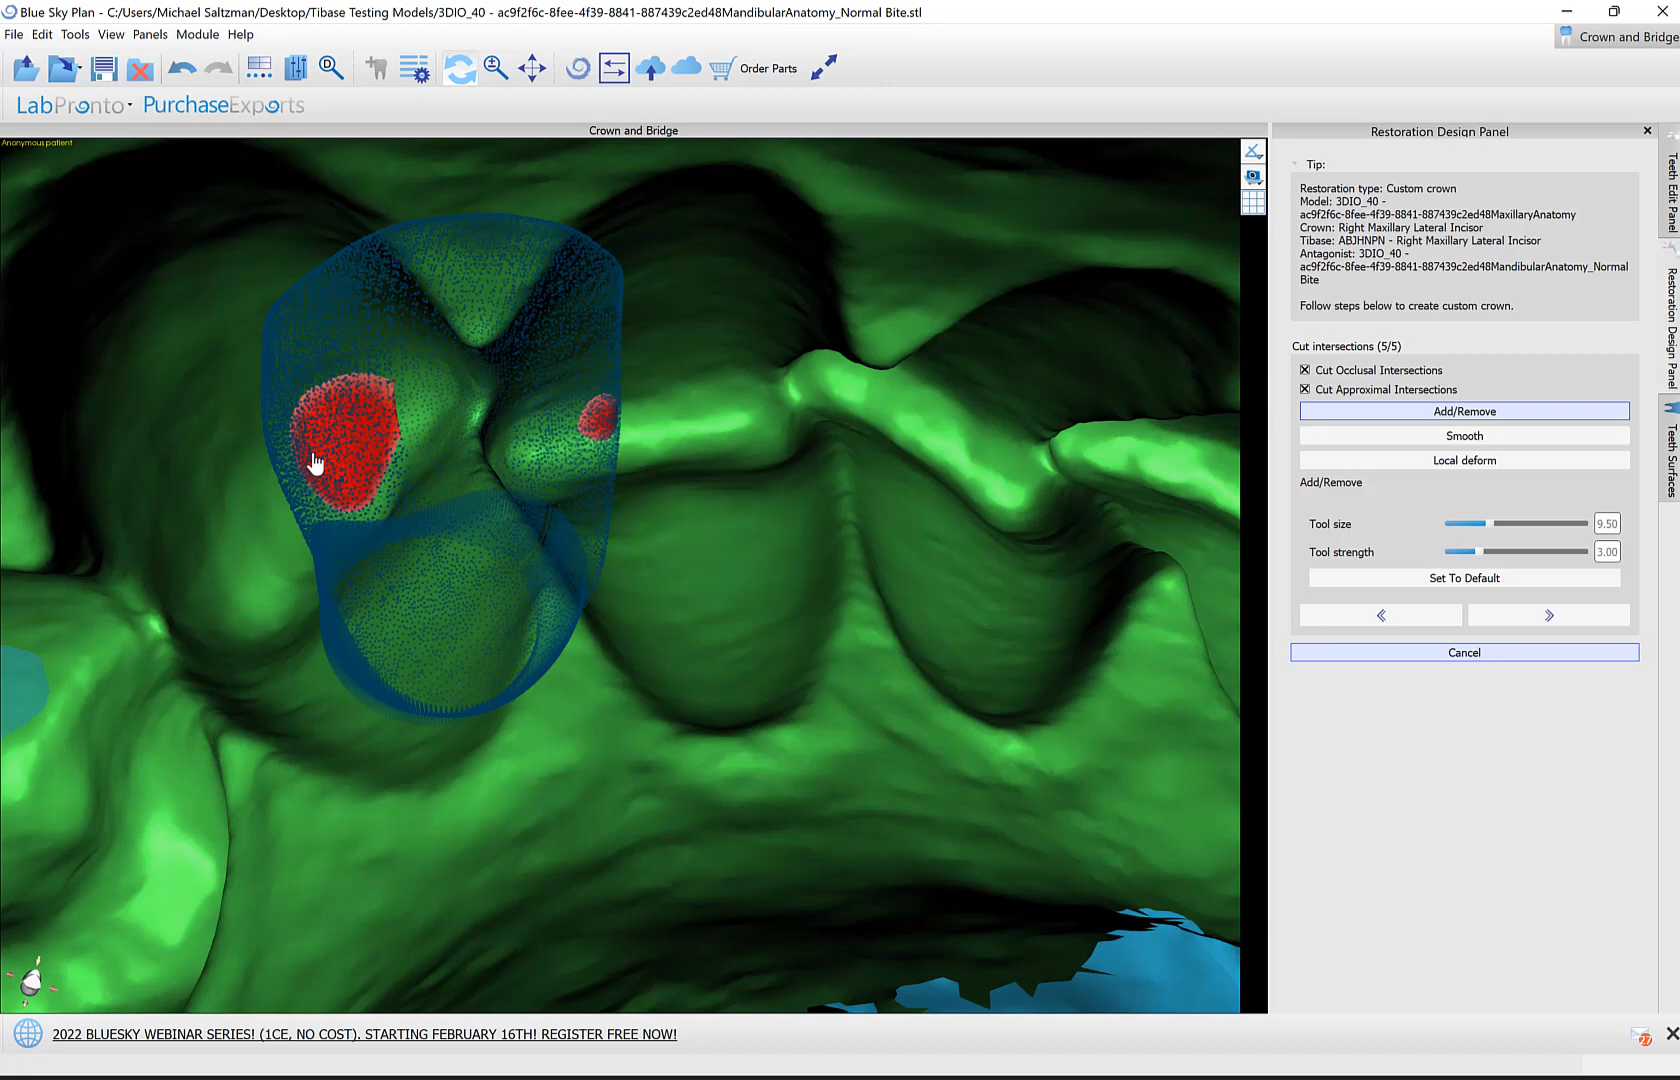 Blue Sky Plan - C:/Users/Michael Saltzman/Desktop/Tibase Testing Models/3DIO_40 - ac9f2f6c-8fee-4f39-8841-887439c2ed48MandibularAnatomy_Normal Bite.stl
File Edit Tools View Panels Module Help
Crown and Bridge
D
Order Parts
LabPronto PurchaseExports
Crown and Bridge
Anonymous patient
Restoration Design Panel
Tip:
Restoration type: Custom crown
Model: 3DIO_40 -
ac9f2f6c-8fee-4f39-8841-887439c2ed48MaxillaryAnatomy
Crown: Right Maxillary Lateral Incisor
Tibase: ABJHNPN - Right Maxillary Lateral Incisor
Antagonist: 3DIO_40 -
ac9f2f6c-8fee-4f39-8841-887439c2ed48MandibularAnatomy_Normal
Bite
Follow steps below to create custom crown.
Cut intersections (5/5)
Cut Occlusal Intersections
Cut Approximal Intersections
Add/Remove
Smooth
Local deform
Add/Remove
Tool size 9.50
Tool strength 3.00
Set To Default
Cancel
Teeth Edit Panel
Restoration Design Panel
Teeth Surfaces
2022 BLUESKY WEBINAR SERIES! (1CE, NO COST). STARTING FEBRUARY 16TH! REGISTER FREE NOW!
27